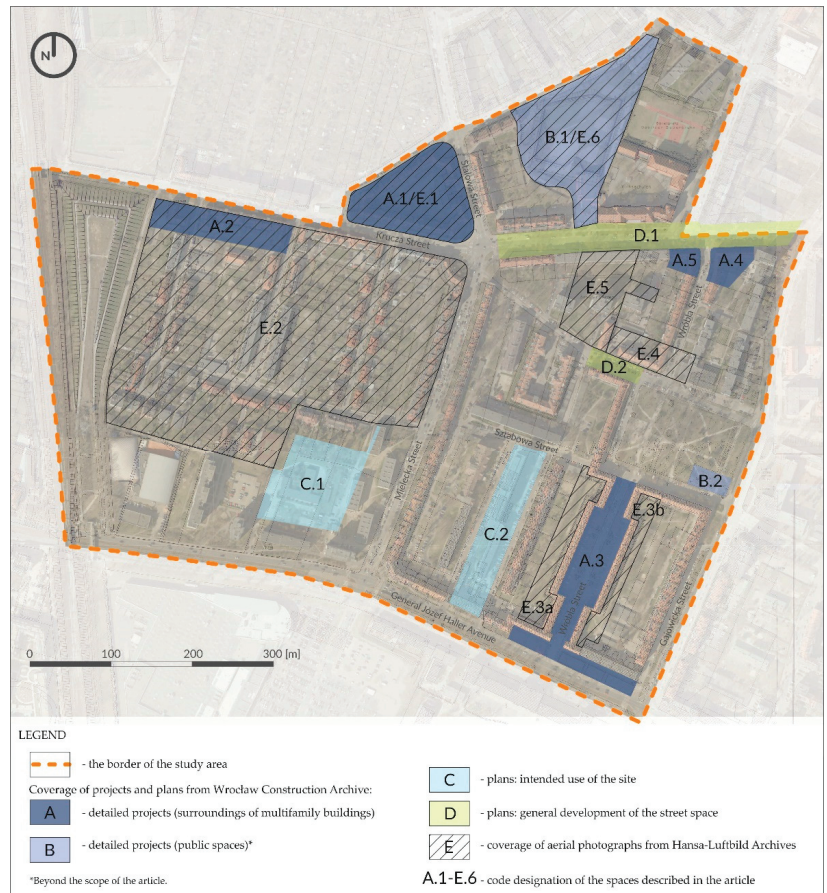 N
B.1/E.6
Stalowa Street
A.1/E.1
A.2
Krucza Street
D.1
A.5
A.4
E.5
Wróbla Street
E.2
E.4
D.2
Sztabowa Street
Mielecka Street
C.1
B.2
C.2
E.3b
A.3
E.3a
Wróbla Street
Gajowicka Street
General Józef Haller Avenue
0 100 200 300 [m]
LEGEND
- the border of the study area
Coverage of projects and plans from Wrocław Construction Archive:
A - detailed projects (surroundings of multifamily buildings)
B - detailed projects (public spaces)*
*Beyond the scope of the article.
C - plans: intended use of the site
D - plans: general development of the street space
E - coverage of aerial photographs from Hansa-Luftbild Archives
A.1-E.6 - code designation of the spaces described in the article